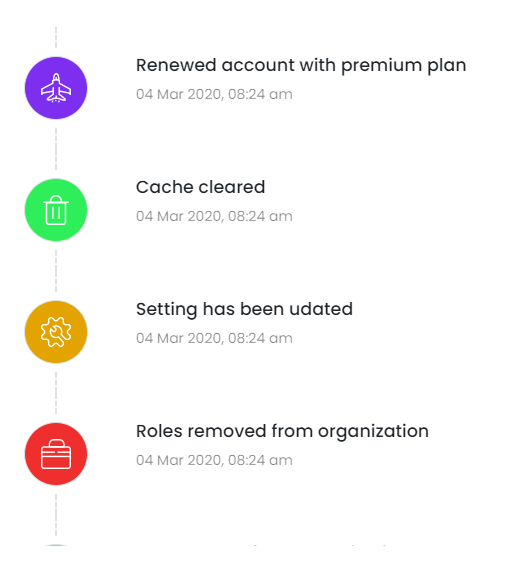 Renewed account with premium plan
04 Mar 2020, 08:24 am
Cache cleared
04 Mar 2020, 08:24 am
Setting has been udated
04 Mar 2020, 08:24 am
Roles removed from organization
04 Mar 2020, 08:24 am